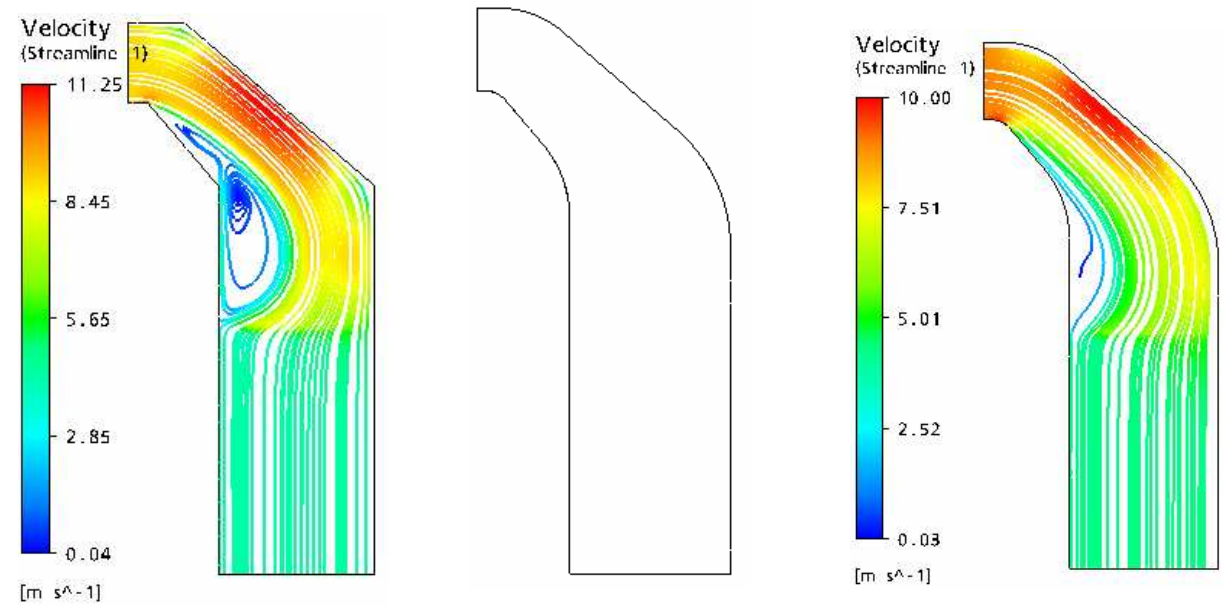 Velocity
(Streamline 1)
11.25
8.45
5.65
2.85
0.04
[m s^-1]
Velocity
(Streamline 1)
10.00
7.51
5.01
2.52
0.03
[m s^-1]